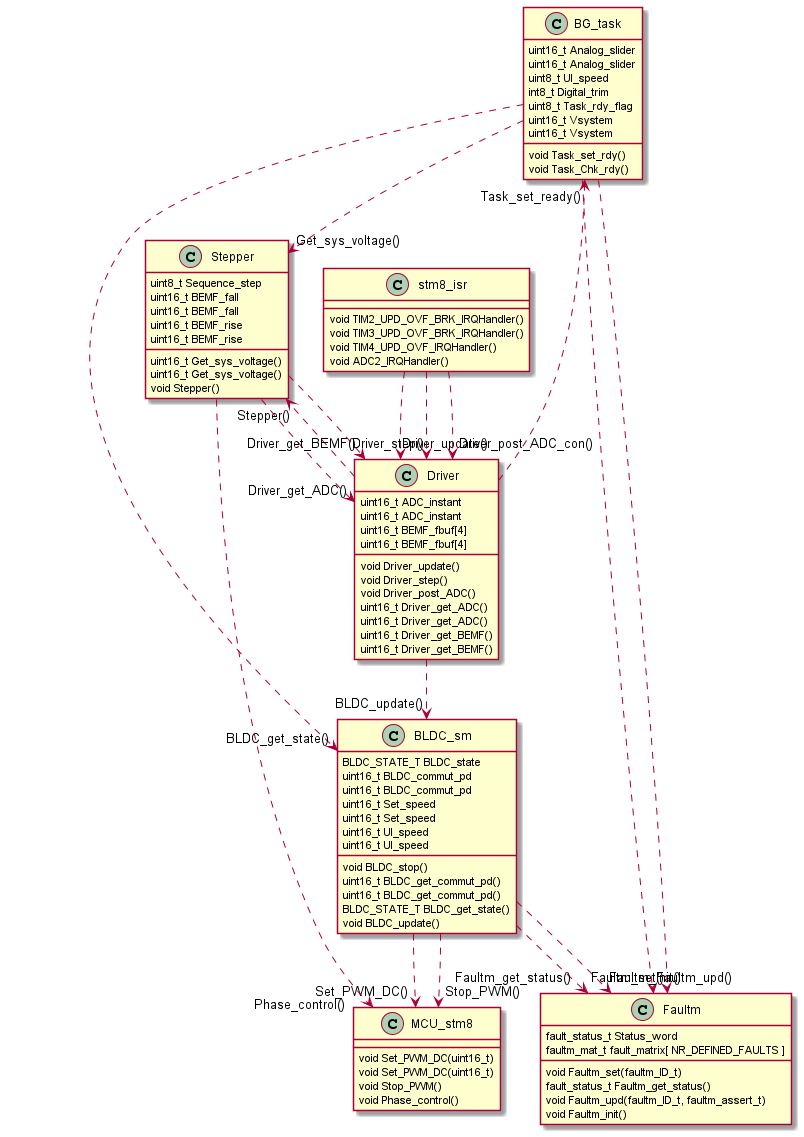 C BG_task
uint16_t Analog_slider
uint16_t Analog_slider
uint8_t UI_speed
int8_t Digital_trim
uint8_t Task_rdy_flag
uint16_t Vsystem
uint16_t Vsystem
void Task_set_rdy()
void Task_Chk_rdy()
Task_set_ready()
Get_sys_voltage()
C Stepper
uint8_t Sequence_step
uint16_t BEMF_fall
uint16_t BEMF_fall
uint16_t BEMF_rise
uint16_t BEMF_rise
uint16_t Get_sys_voltage()
uint16_t Get_sys_voltage()
void Stepper()
C stm8_isr
void TIM2_UPD_OVF_BRK_IRQHandler()
void TIM3_UPD_OVF_BRK_IRQHandler()
void TIM4_UPD_OVF_IRQHandler()
void ADC2_IRQHandler()
Stepper()
Driver_get_BEMF()
Driver_step()
Driver_update()
Driver_post_ADC_con()
Driver_get_ADC()
C Driver
uint16_t ADC_instant
uint16_t ADC_instant
uint16_t BEMF_fbuf[4]
uint16_t BEMF_fbuf[4]
void Driver_update()
void Driver_step()
void Driver_post_ADC()
uint16_t Driver_get_ADC()
uint16_t Driver_get_ADC()
uint16_t Driver_get_BEMF()
uint16_t Driver_get_BEMF()
BLDC_update()
BLDC_get_state()
C BLDC_sm
BLDC_STATE_T BLDC_state
uint16_t BLDC_commut_pd
uint16_t BLDC_commut_pd
uint16_t Set_speed
uint16_t Set_speed
uint16_t UI_speed
uint16_t UI_speed
void BLDC_stop()
uint16_t BLDC_get_commut_pd()
uint16_t BLDC_get_commut_pd()
BLDC_STATE_T BLDC_get_state()
void BLDC_update()
Faultm_get_status()
Faultm_set()
Faultm_init()
Faultm_upd()
Set_PWM_DC()
Stop_PWM()
Phase_control()
C MCU_stm8
void Set_PWM_DC(uint16_t)
void Set_PWM_DC(uint16_t)
void Stop_PWM()
void Phase_control()
C Faultm
fault_status_t Status_word
faultm_mat_t fault_matrix[ NR_DEFINED_FAULTS ]
void Faultm_set(faultm_ID_t)
fault_status_t Faultm_get_status()
void Faultm_upd(faultm_ID_t, faultm_assert_t)
void Faultm_init()